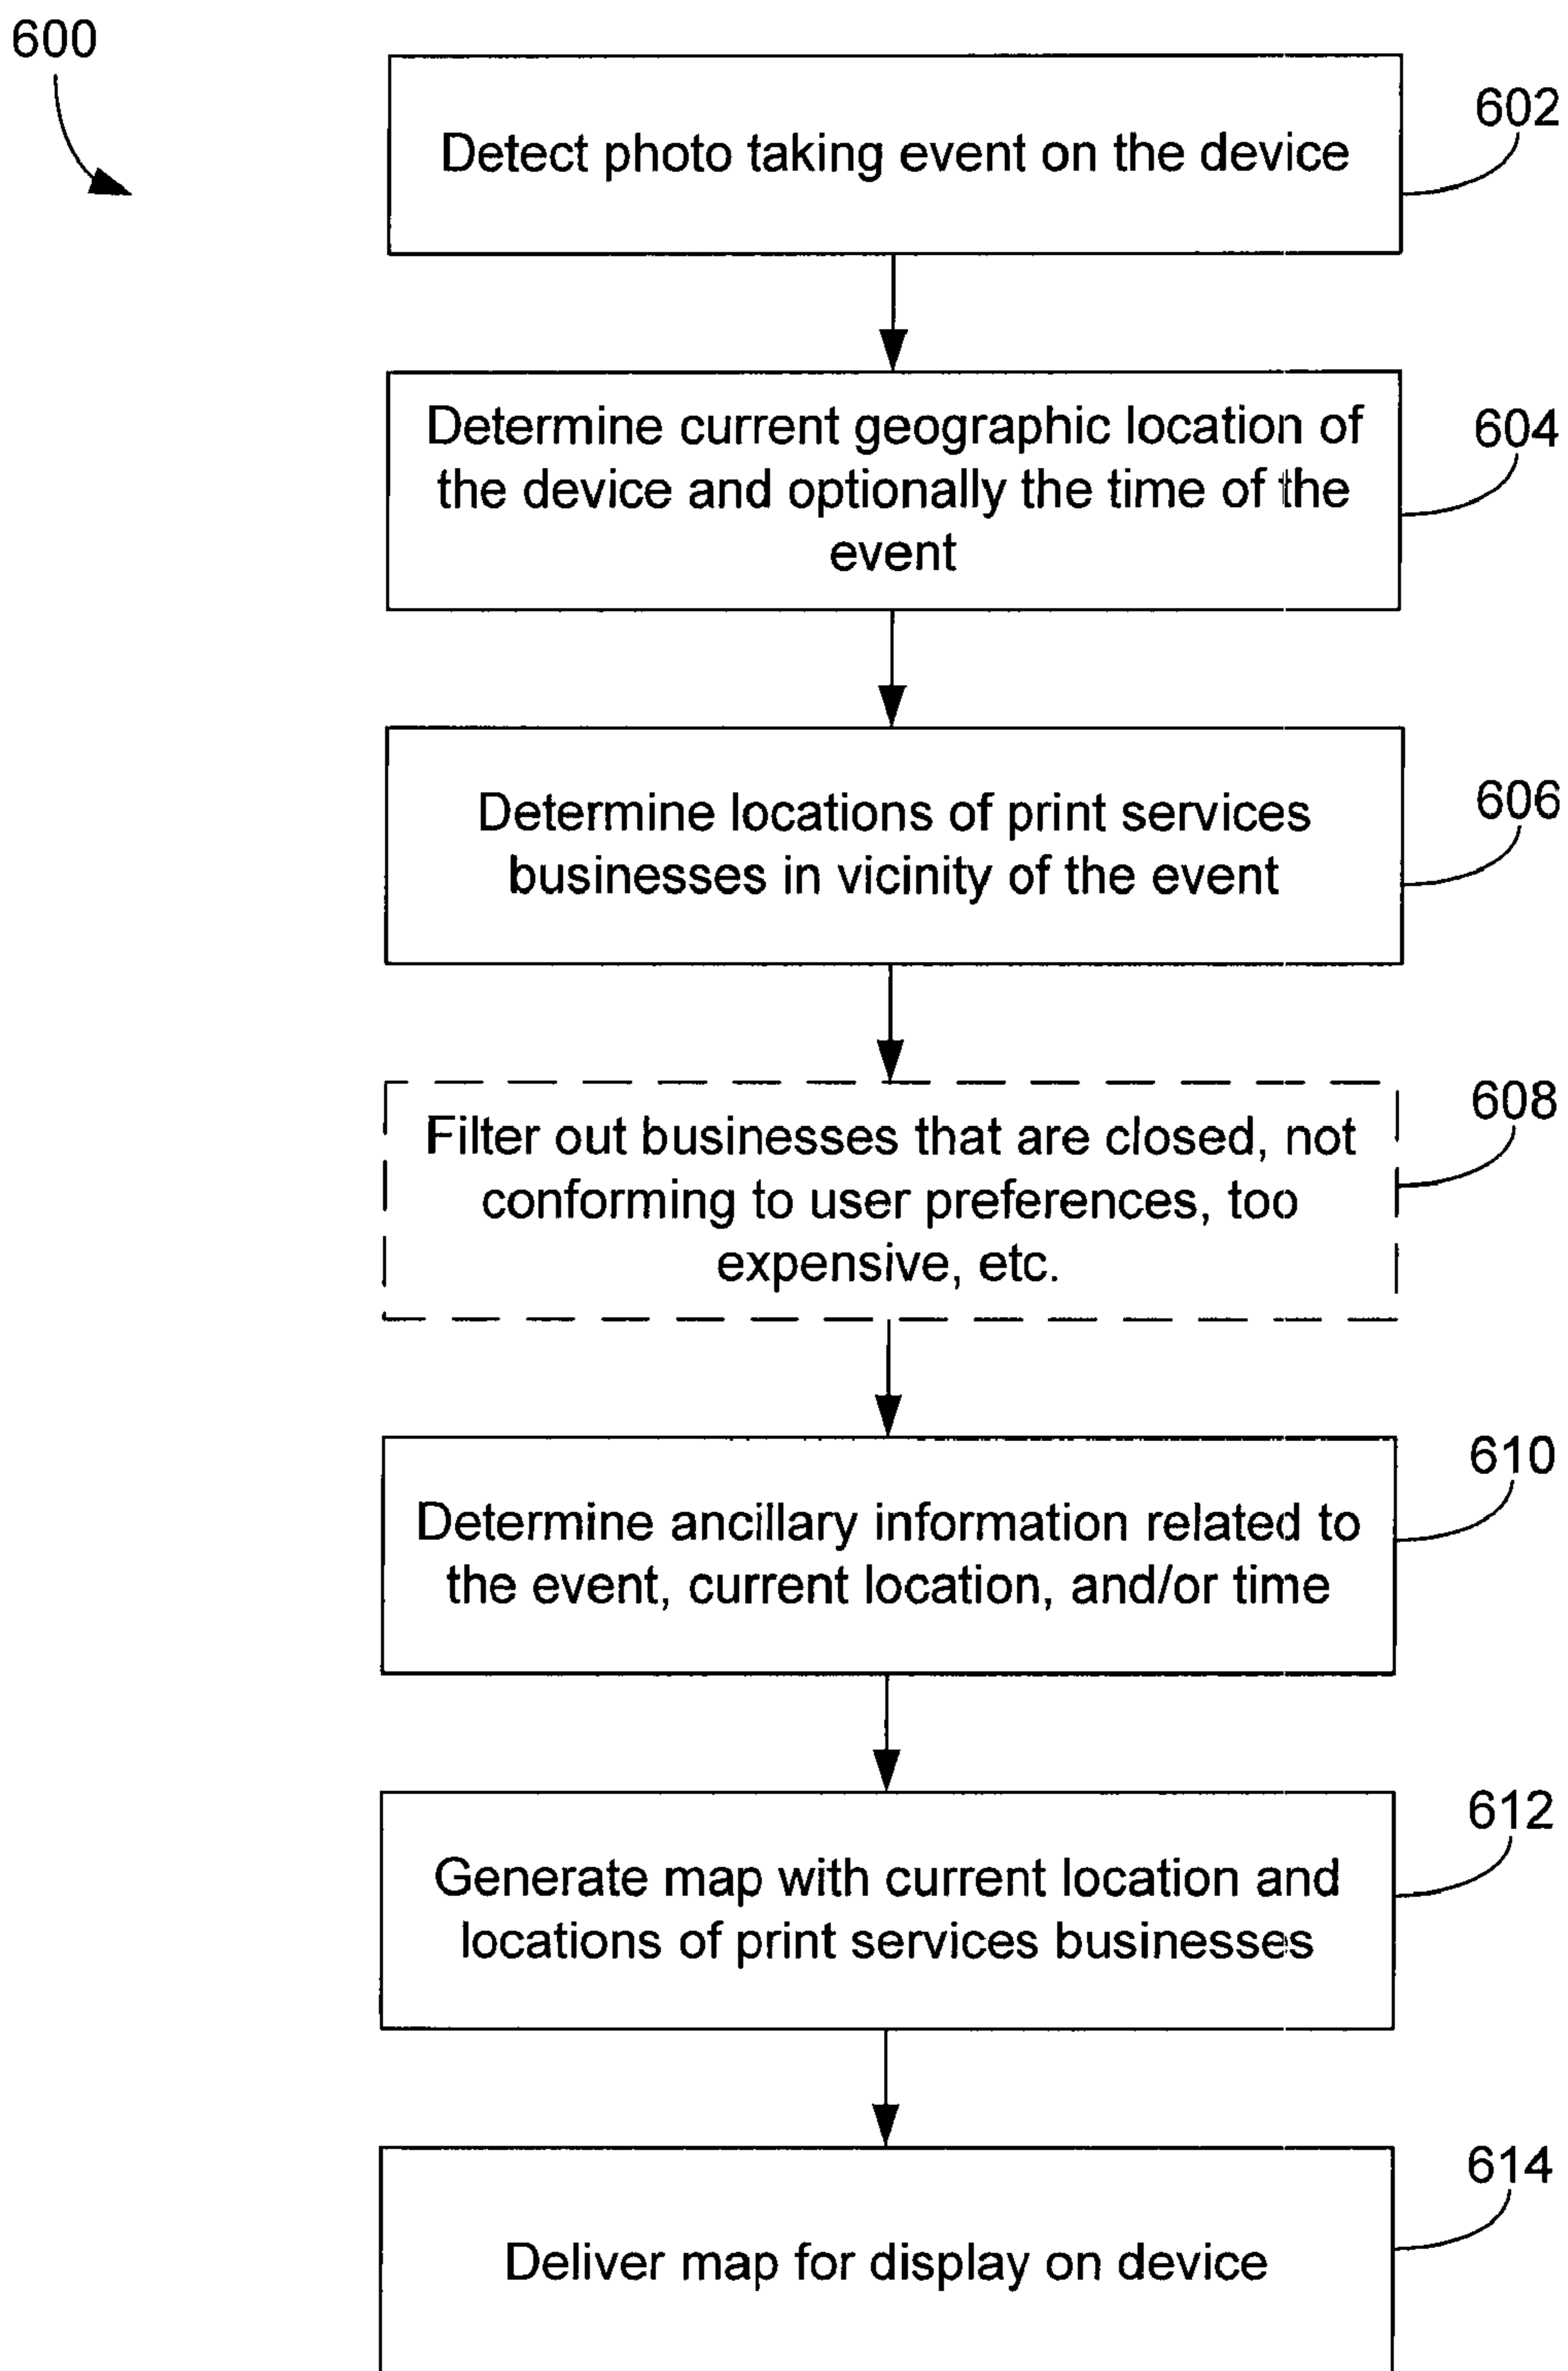 600
Detect photo taking event on the device
602
Determine current geographic location of
the device and optionally the time of the
event
604
Determine locations of print services
businesses in vicinity of the event
606
Filter out businesses that are closed, not
conforming to user preferences, too
expensive, etc.
608
Determine ancillary information related to
the event, current location, and/or time
610
Generate map with current location and
locations of print services businesses
612
Deliver map for display on device
614